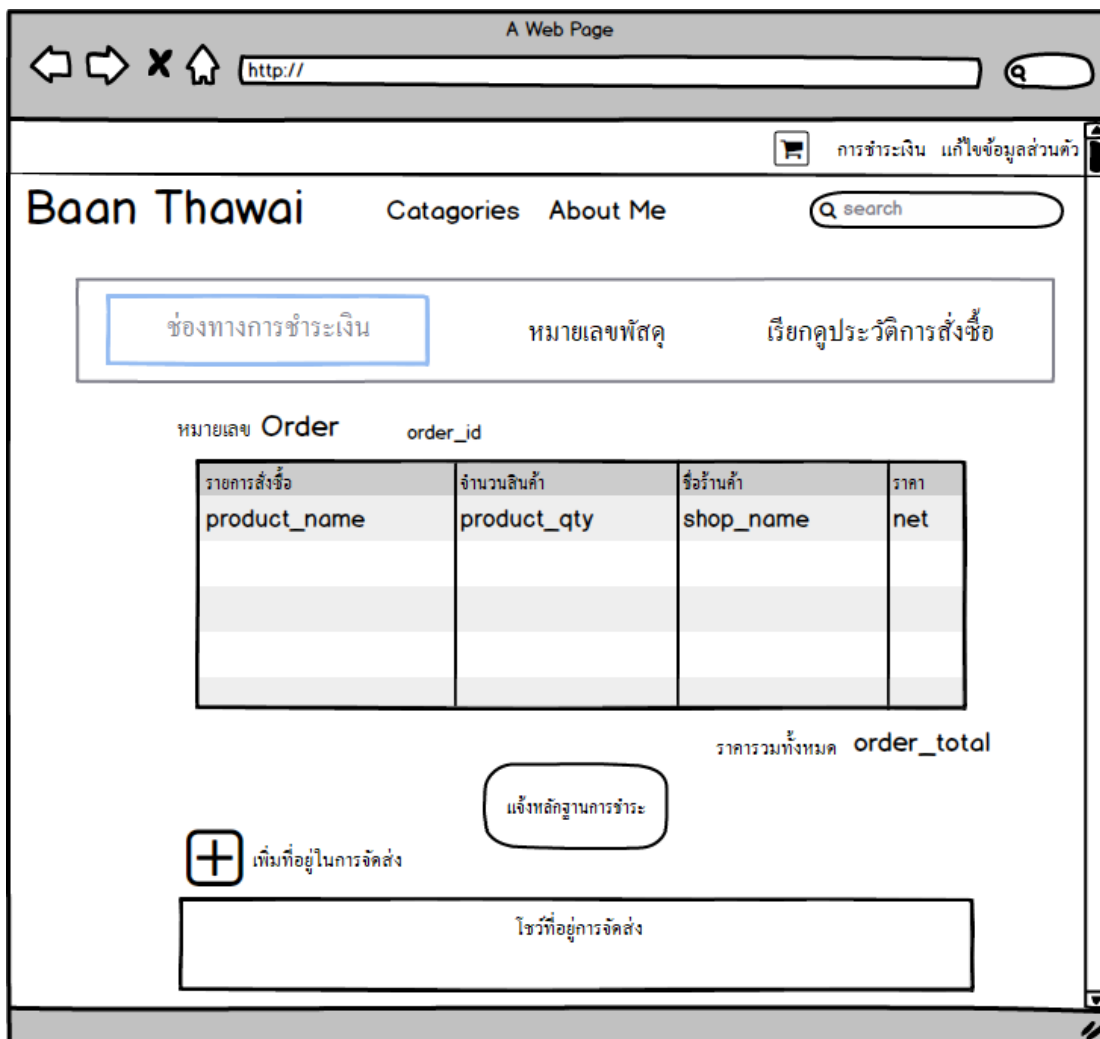 A Web Page
http://
การชำระเงิน แก้ไขข้อมูลส่วนตัว
Baan Thawai Catagories About Me search
ช่องทางการชำระเงิน หมายเลขพัสดุ เรียกดูประวัติการสั่งซื้อ
หมายเลข Order order_id
รายการสั่งซื้อ จำนวนสินค้า ชื่อร้านค้า ราคา
product_name product_qty shop_name net
ราคารวมทั้งหมด order_total
แจ้งหลักฐานการชำระ
เพิ่มที่อยู่ในการจัดส่ง
โชว์ที่อยู่การจัดส่ง